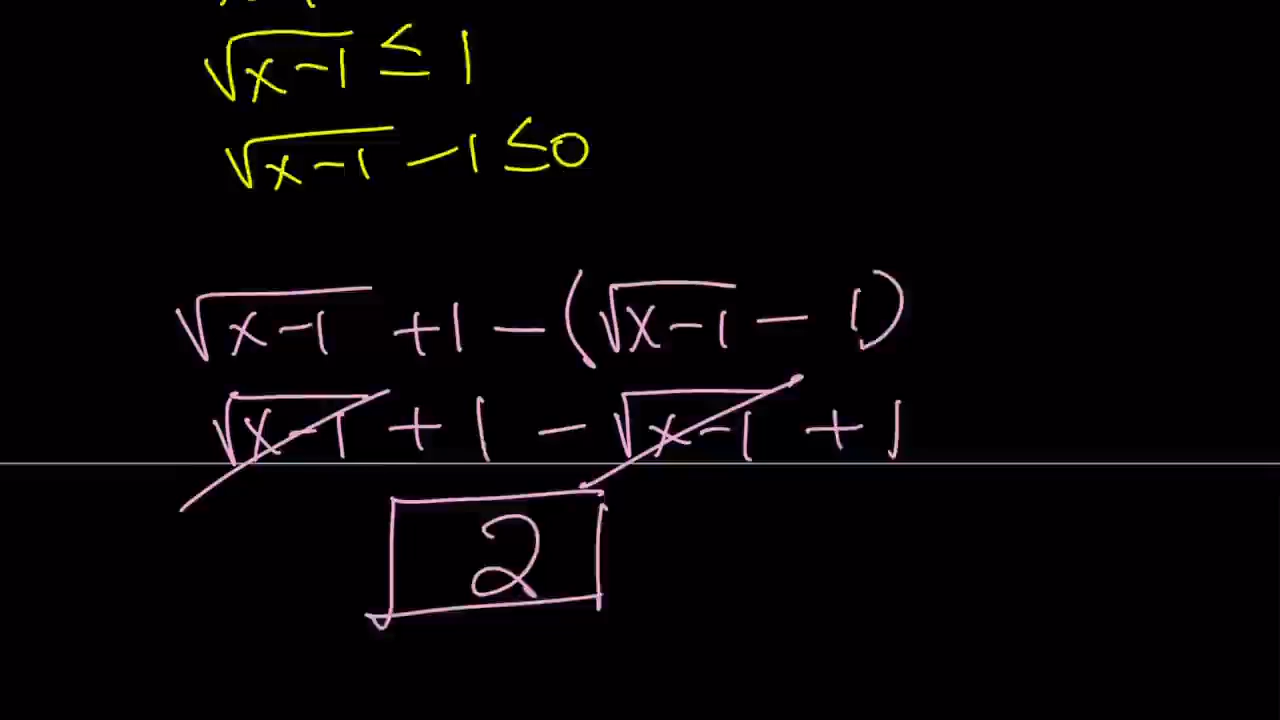 √x-1 ≤ 1
√x-1 - 1 ≤ 0
√x-1 + 1 - (√x-1 - 1)
√x-1 + 1 - √x-1 + 1
2